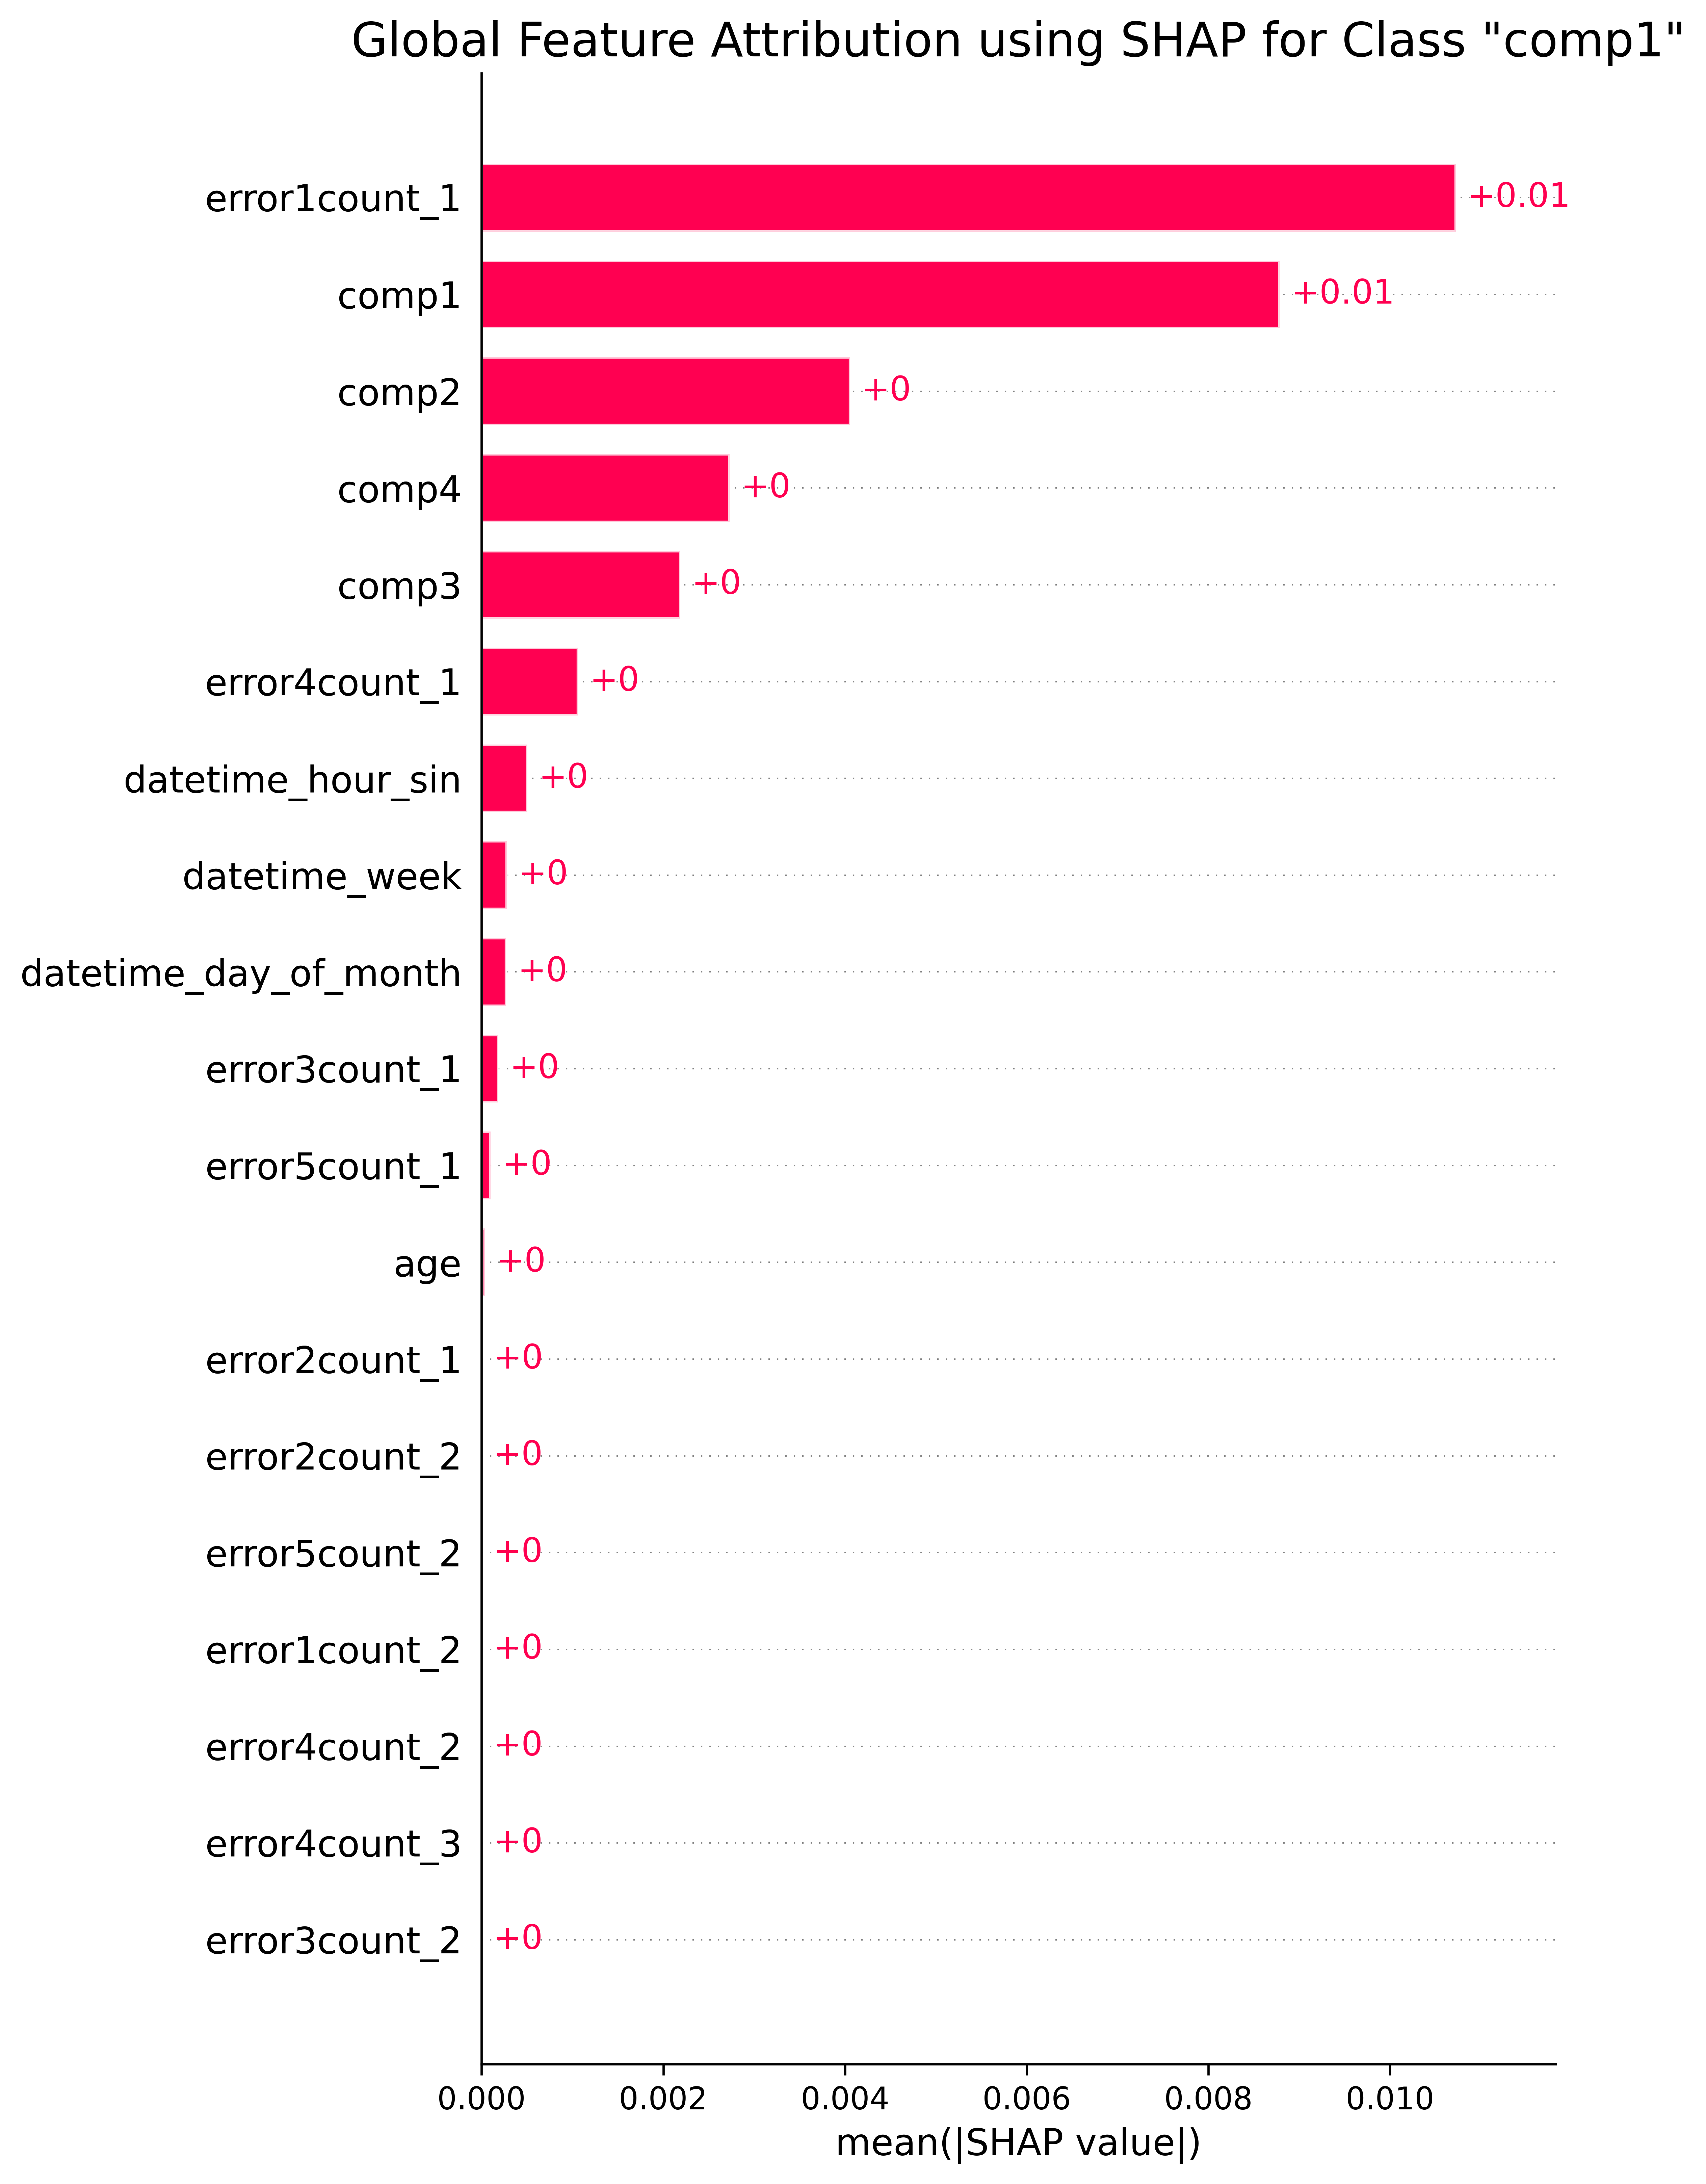 Global Feature Attribution using SHAP for Class "comp1"
error1count_1 +0.01
comp1 +0.01
comp2 +0
comp4 +0
comp3 +0
error4count_1 +0
datetime_hour_sin +0
datetime_week +0
datetime_day_of_month +0
error3count_1 +0
error5count_1 +0
age +0
error2count_1 +0
error2count_2 +0
error5count_2 +0
error1count_2 +0
error4count_2 +0
error4count_3 +0
error3count_2 +0
0.000 0.002 0.004 0.006 0.008 0.010
mean(|SHAP value|)